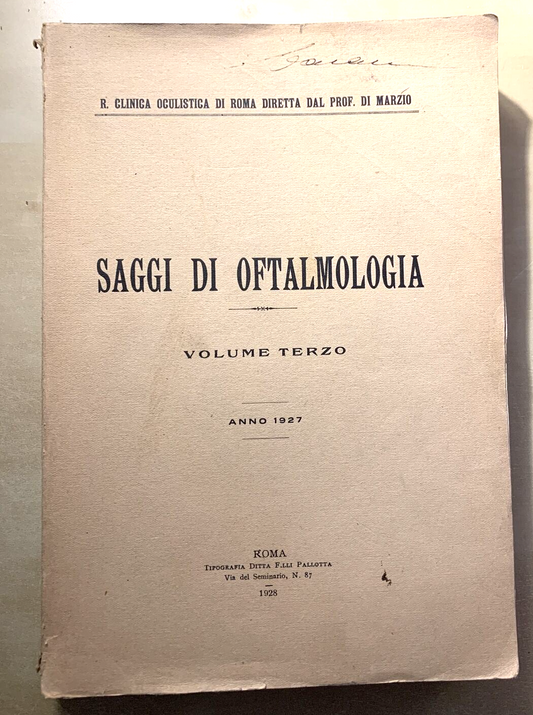 R. CLINICA OCULISTICA DI ROMA DIRETTA DAL PROF. DI MARZIO
SAGGI DI OFTALMOLOGIA
VOLUME TERZO
ANNO 1927
ROMA
TIPOGRAFIA DITTA F.LLI PALLOTTA
Via del Seminario, N. 87
1928